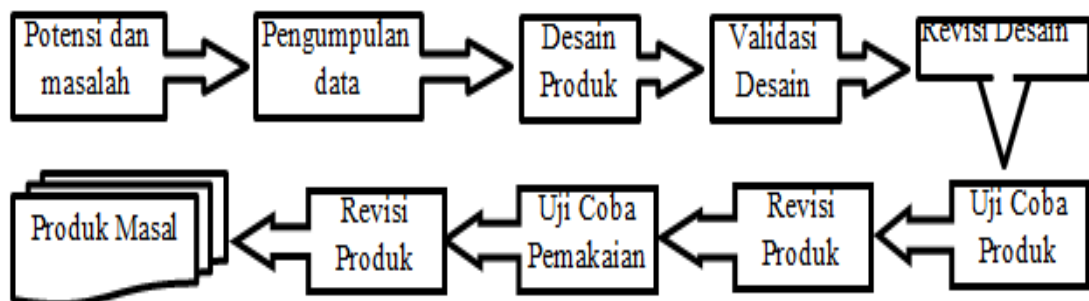 Potensi dan
masalah
Pengumpulan
data
Desain
Produk
Validasi
Desain
Revisi Desain
Uji Coba
Produk
Revisi
Produk
Uji Coba
Pemakaian
Revisi
Produk
Produk Masal